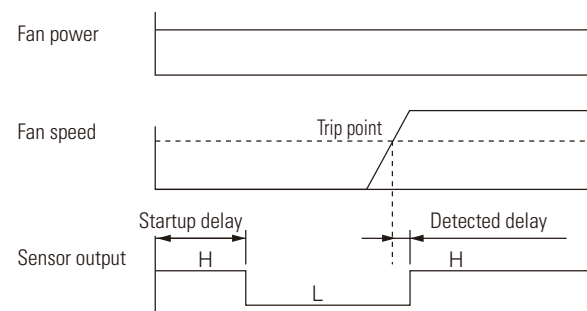 Fan power
Fan speed
Trip point
Startup delay
Detected delay
Sensor output
H
H
L